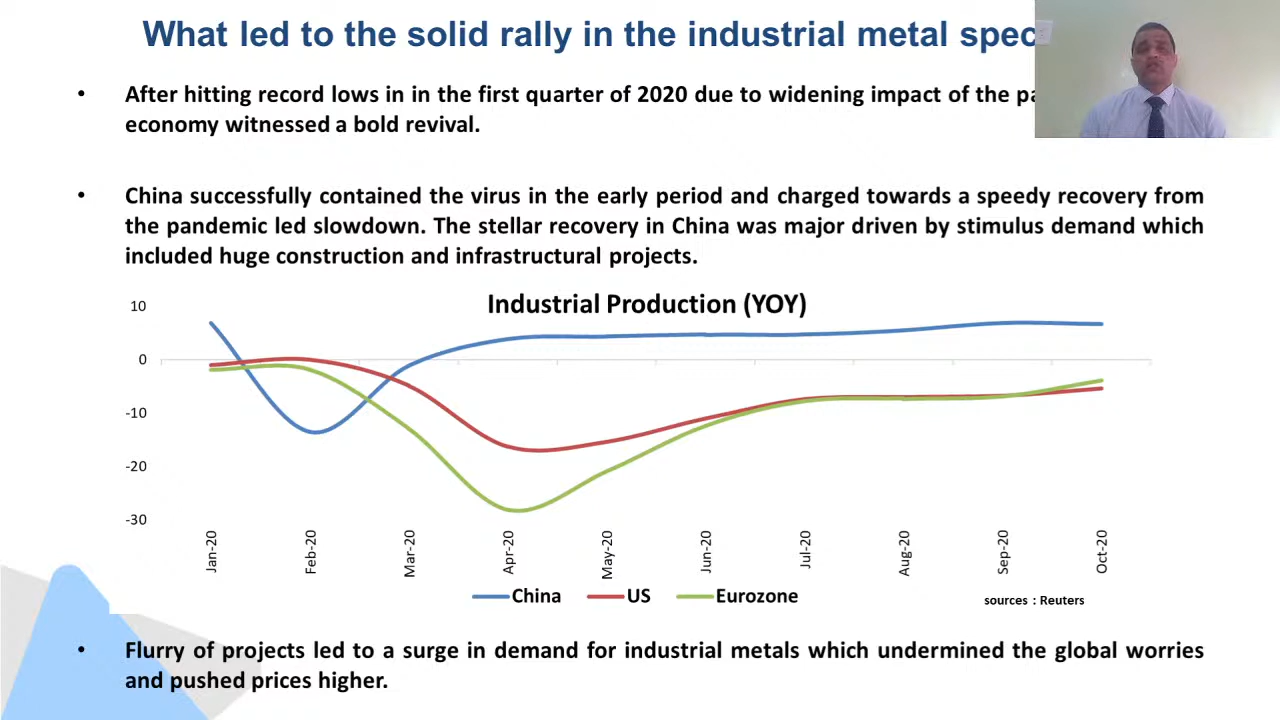 What led to the solid rally in the industrial metal spec
• After hitting record lows in in the first quarter of 2020 due to widening impact of the
economy witnessed a bold revival.
• China successfully contained the virus in the early period and charged towards a speedy recovery from
the pandemic led slowdown. The stellar recovery in China was major driven by stimulus demand which
included huge construction and infrastructural projects.
Industrial Production (YOY)
10
0
-10
-20
-30
Jan-20
Feb-20
Mar-20
Apr-20
May-20
Jun-20
Jul-20
Aug-20
Sep-20
Oct-20
China US Eurozone
sources : Reuters
• Flurry of projects led to a surge in demand for industrial metals which undermined the global worries
and pushed prices higher.